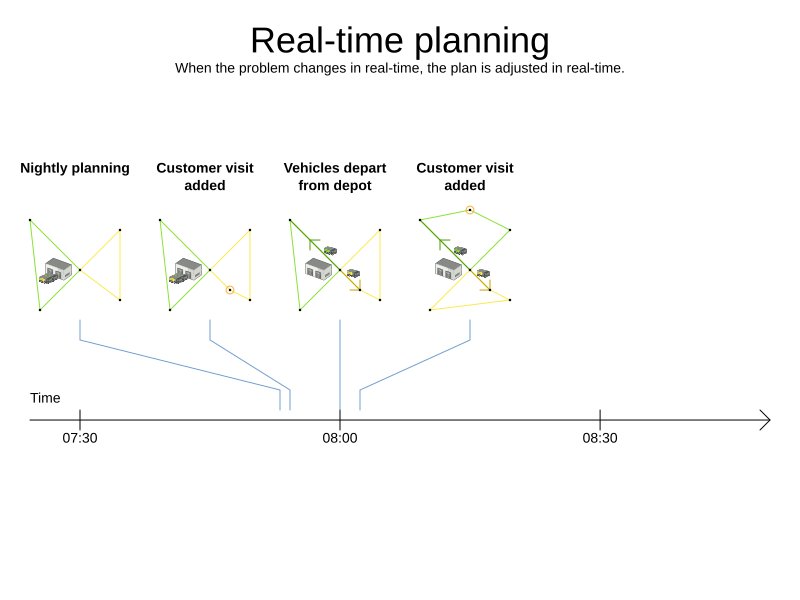 Real-time planning
When the problem changes in real-time, the plan is adjusted in real-time.
Nightly planning
Customer visit
added
Vehicles depart
from depot
Customer visit
added
Time
07:30
08:00
08:30